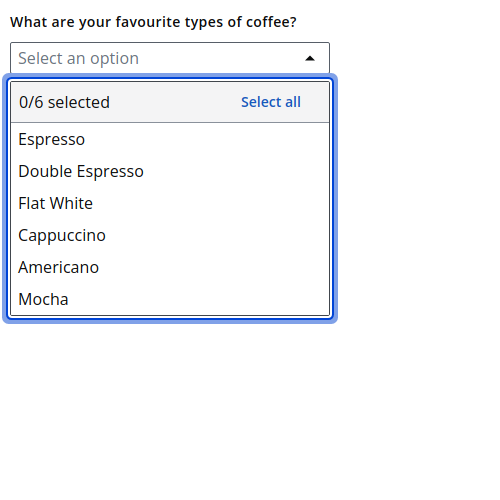 What are your favourite types of coffee?
Select an option
0/6 selected Select all
Espresso
Double Espresso
Flat White
Cappuccino
Americano
Mocha